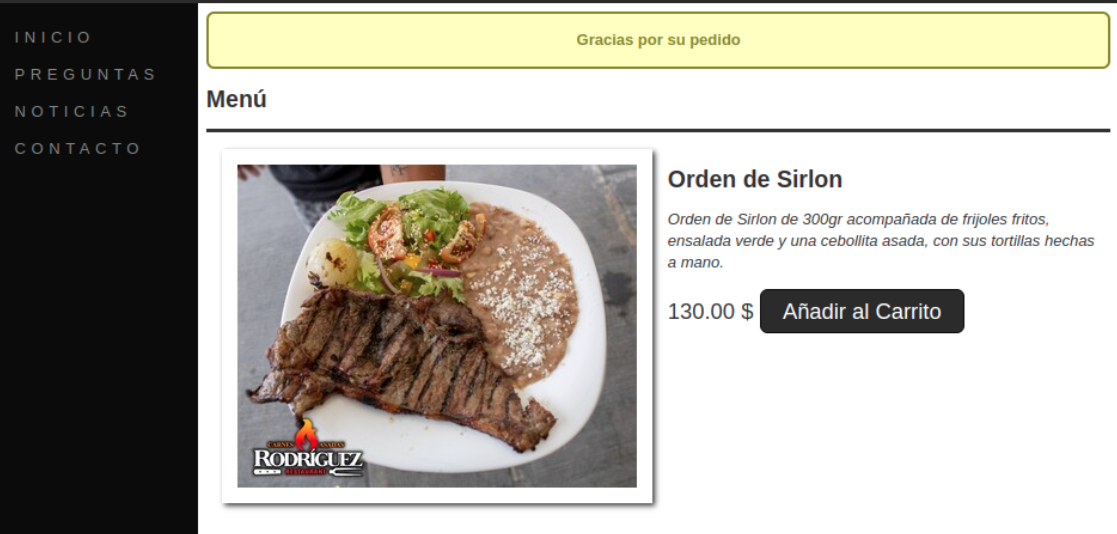 INICIO
PREGUNTAS
NOTICIAS
CONTACTO
Gracias por su pedido
Menú
CARNES ASADAS
RODRÍGUEZ
RESTAURANT
Orden de Sirlon
Orden de Sirlon de 300gr acompañada de frijoles fritos,
ensalada verde y una cebollita asada, con sus tortillas hechas
a mano.
130.00 $ Añadir al Carrito